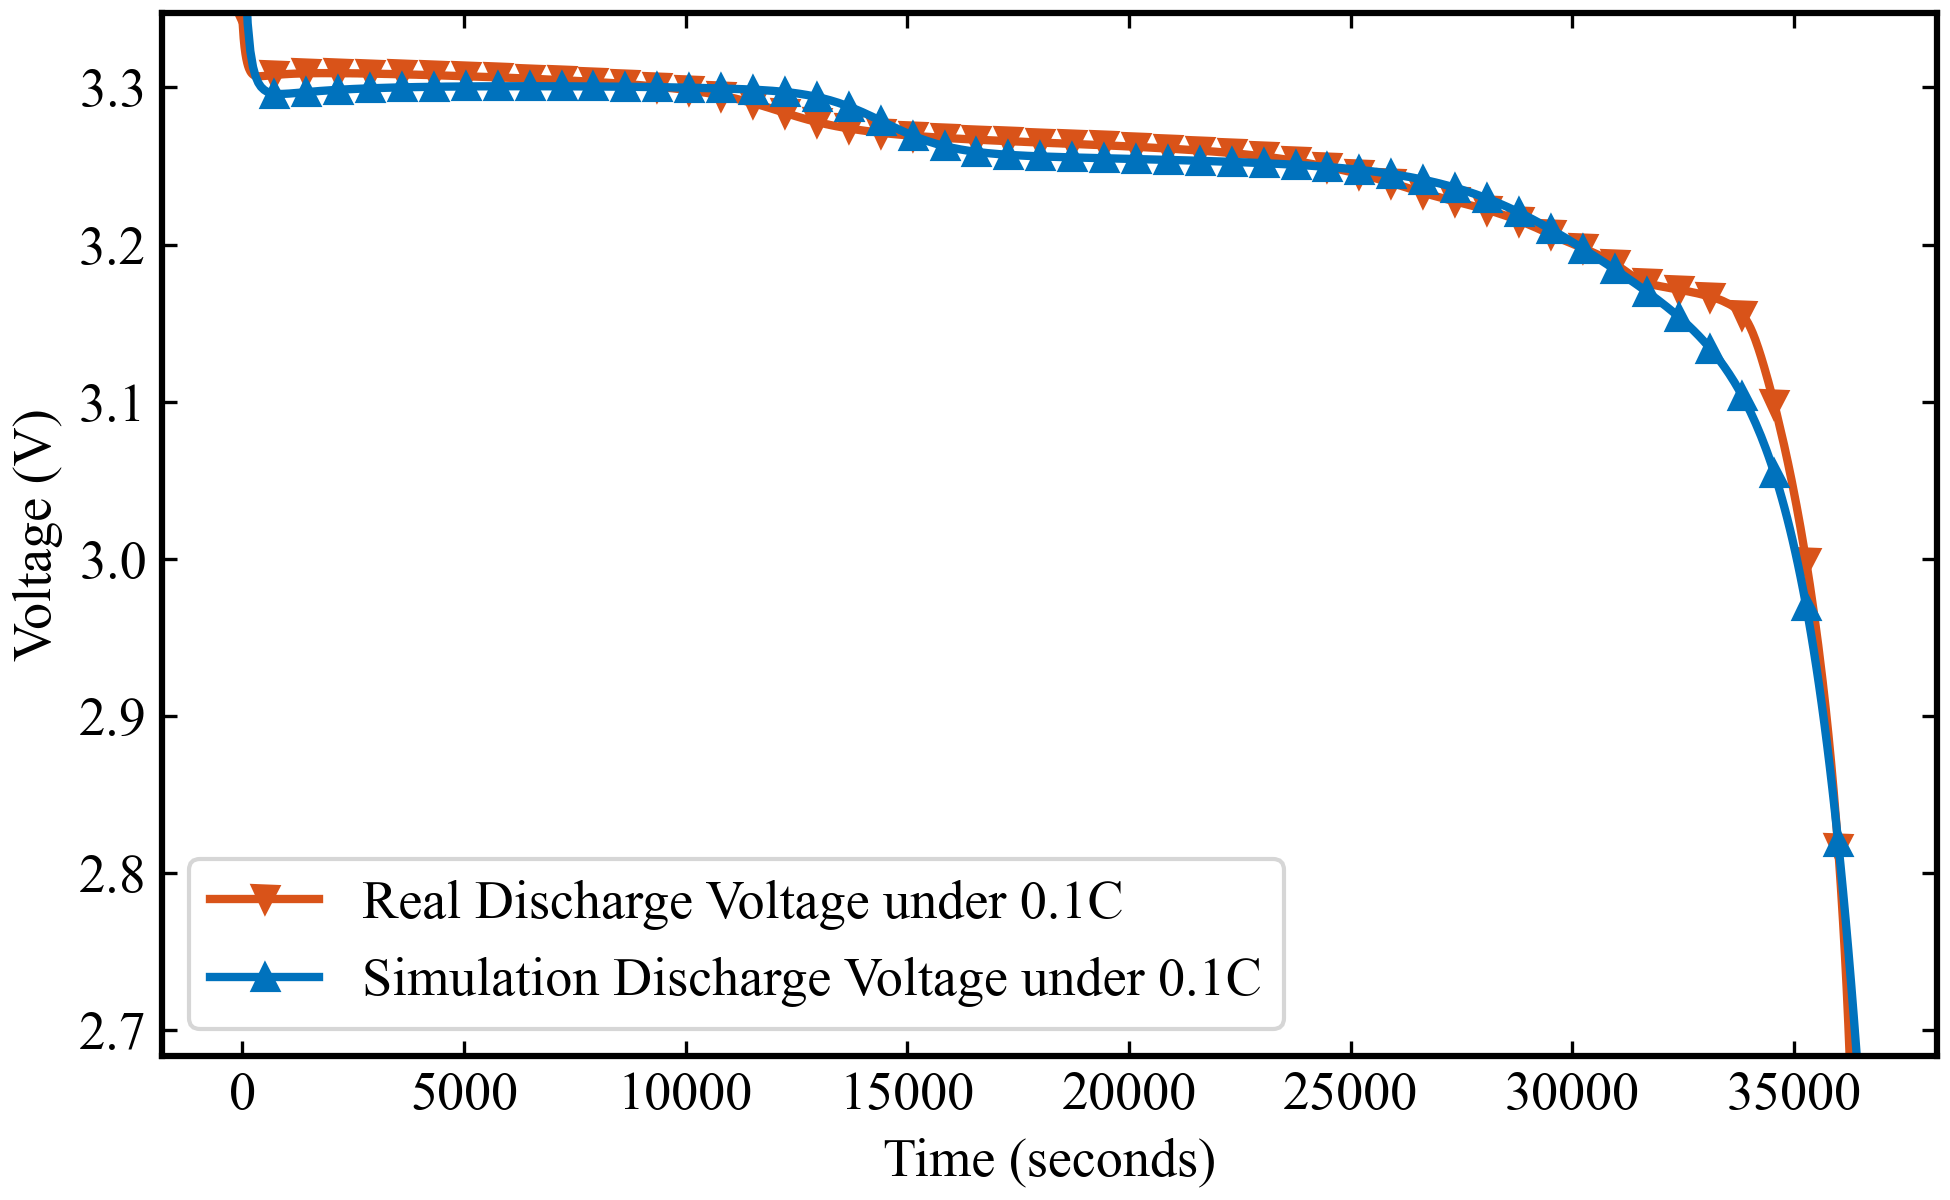 3.3
3.2
3.1
3.0
2.9
2.8
2.7
Voltage (V)
Real Discharge Voltage under 0.1C
Simulation Discharge Voltage under 0.1C
0 5000 10000 15000 20000 25000 30000 35000
Time (seconds)